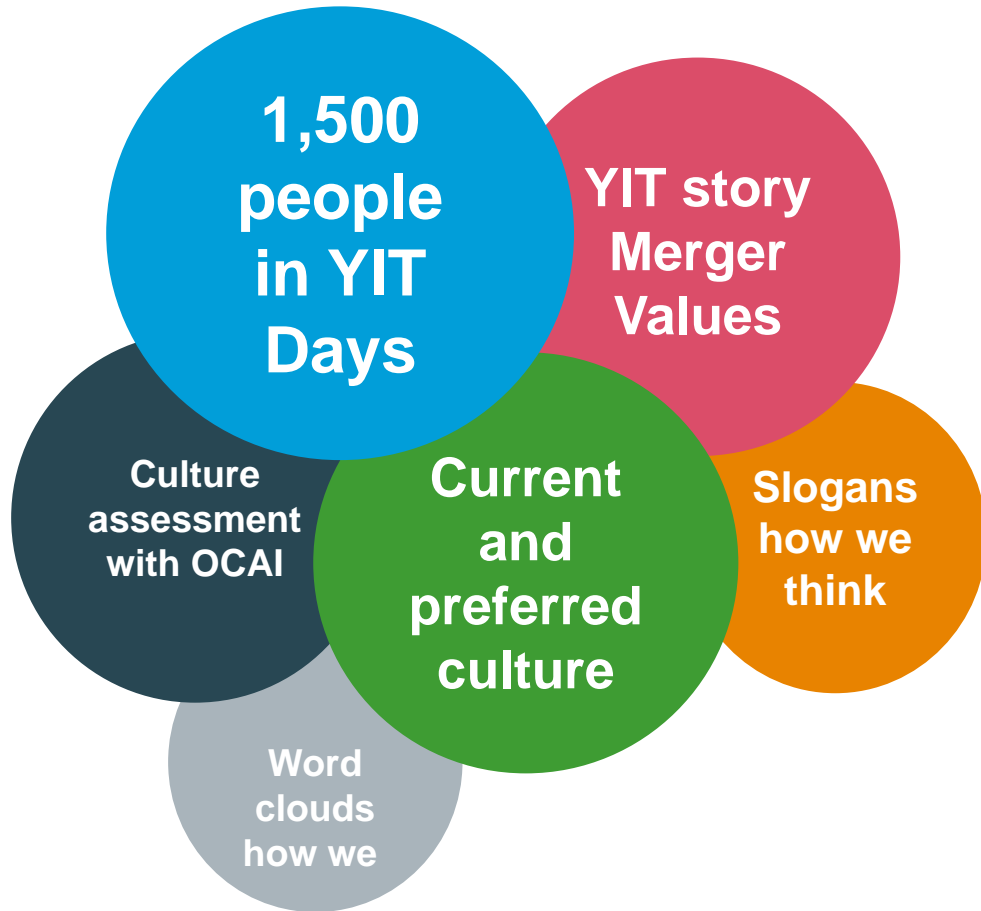 1,500
people
in YIT
Days
YIT story
Merger
Values
Culture
assessment
with OCAI
Current
and
preferred
culture
Slogans
how we
think
Word
clouds
how we